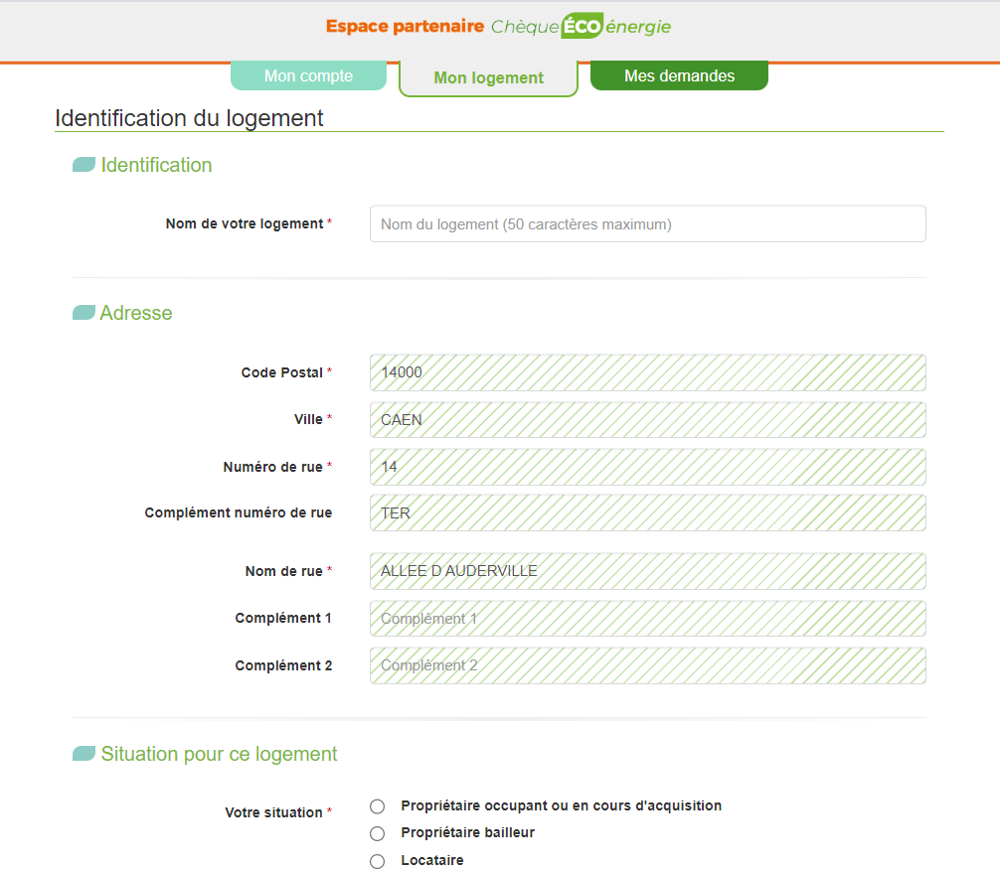 Espace partenaire Chèque ÉCO énergie
Mon compte Mon logement Mes demandes
Identification du logement
Identification
Nom de votre logement * Nom du logement (50 caractères maximum)
Adresse
Code Postal * 14000
Ville * CAEN
Numéro de rue * 14
Complément numéro de rue TER
Nom de rue * ALLEE D AUDERVILLE
Complément 1 Complément 1
Complément 2 Complément 2
Situation pour ce logement
Votre situation * Propriétaire occupant ou en cours d'acquisition
Propriétaire bailleur
Locataire